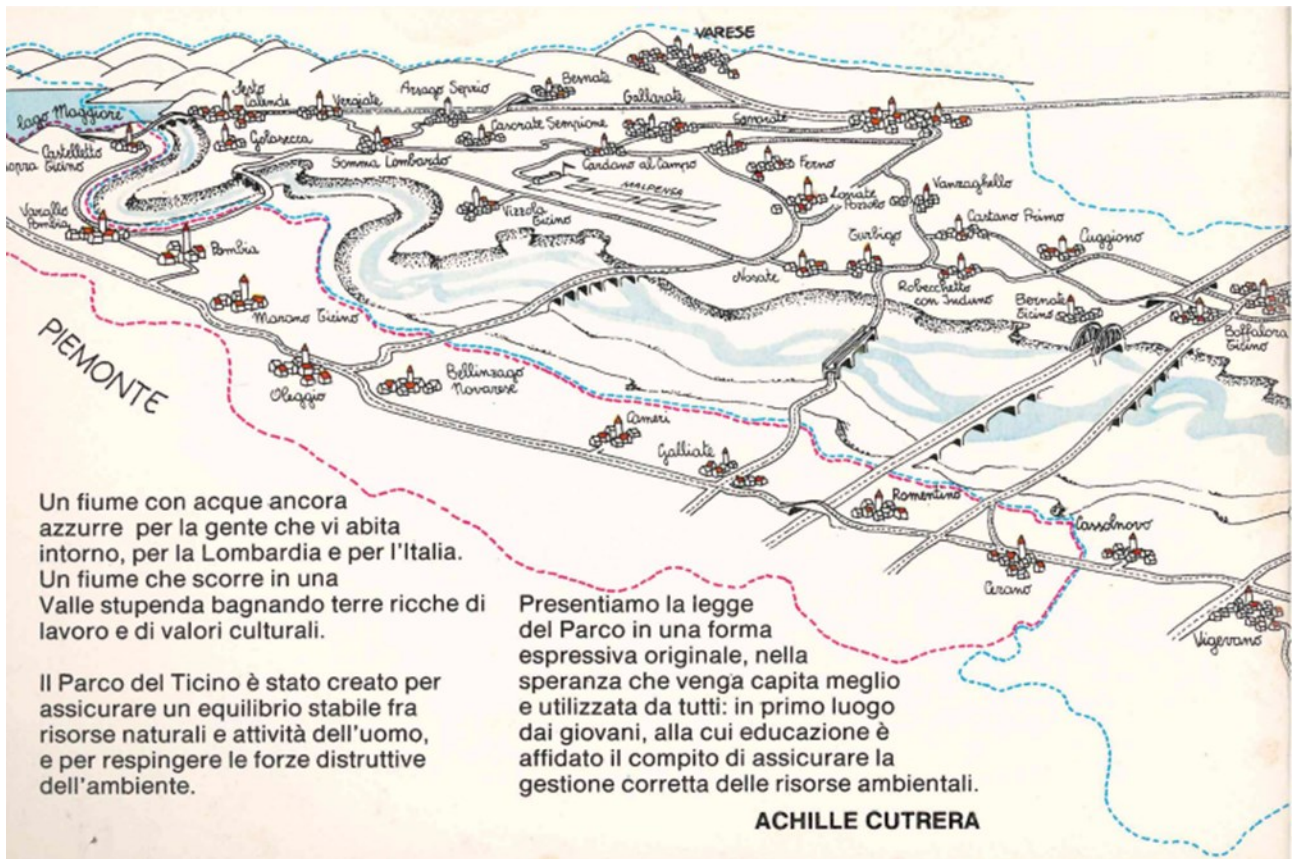 VARESE
Bernate
Arsago Seprio
Sesto
Calende
Vergiate
Gallarate
lago Maggiore
Golasecca
Casorate Sempione
Samarate
Castelletto
sopra Ticino
Somma Lombardo
Cardano al Campo
Ferno
MALPENSA
Lonate
Pozzolo
Vanzaghello
Varallo
Pombia
Vizzola
Ticino
Castano Primo
Pombia
Turbigo
Cuggiono
Nosate
Robecchetto
con Induno
Bernate
Ticino
Marano Ticino
Boffalora
Ticino
PIEMONTE
Oleggio
Bellinzago
Novarese
Cameri
Galliate
Romentino
Cassolnovo
Cerano
Vigevano
Un fiume con acque ancora
azzurre per la gente che vi abita
intorno, per la Lombardia e per l'Italia.
Un fiume che scorre in una
Valle stupenda bagnando terre ricche di
lavoro e di valori culturali.
Il Parco del Ticino è stato creato per
assicurare un equilibrio stabile fra
risorse naturali e attività dell'uomo,
e per respingere le forze distruttive
dell'ambiente.
Presentiamo la legge
del Parco in una forma
espressiva originale, nella
speranza che venga capita meglio
e utilizzata da tutti: in primo luogo
dai giovani, alla cui educazione è
affidato il compito di assicurare la
gestione corretta delle risorse ambientali.
ACHILLE CUTRERA